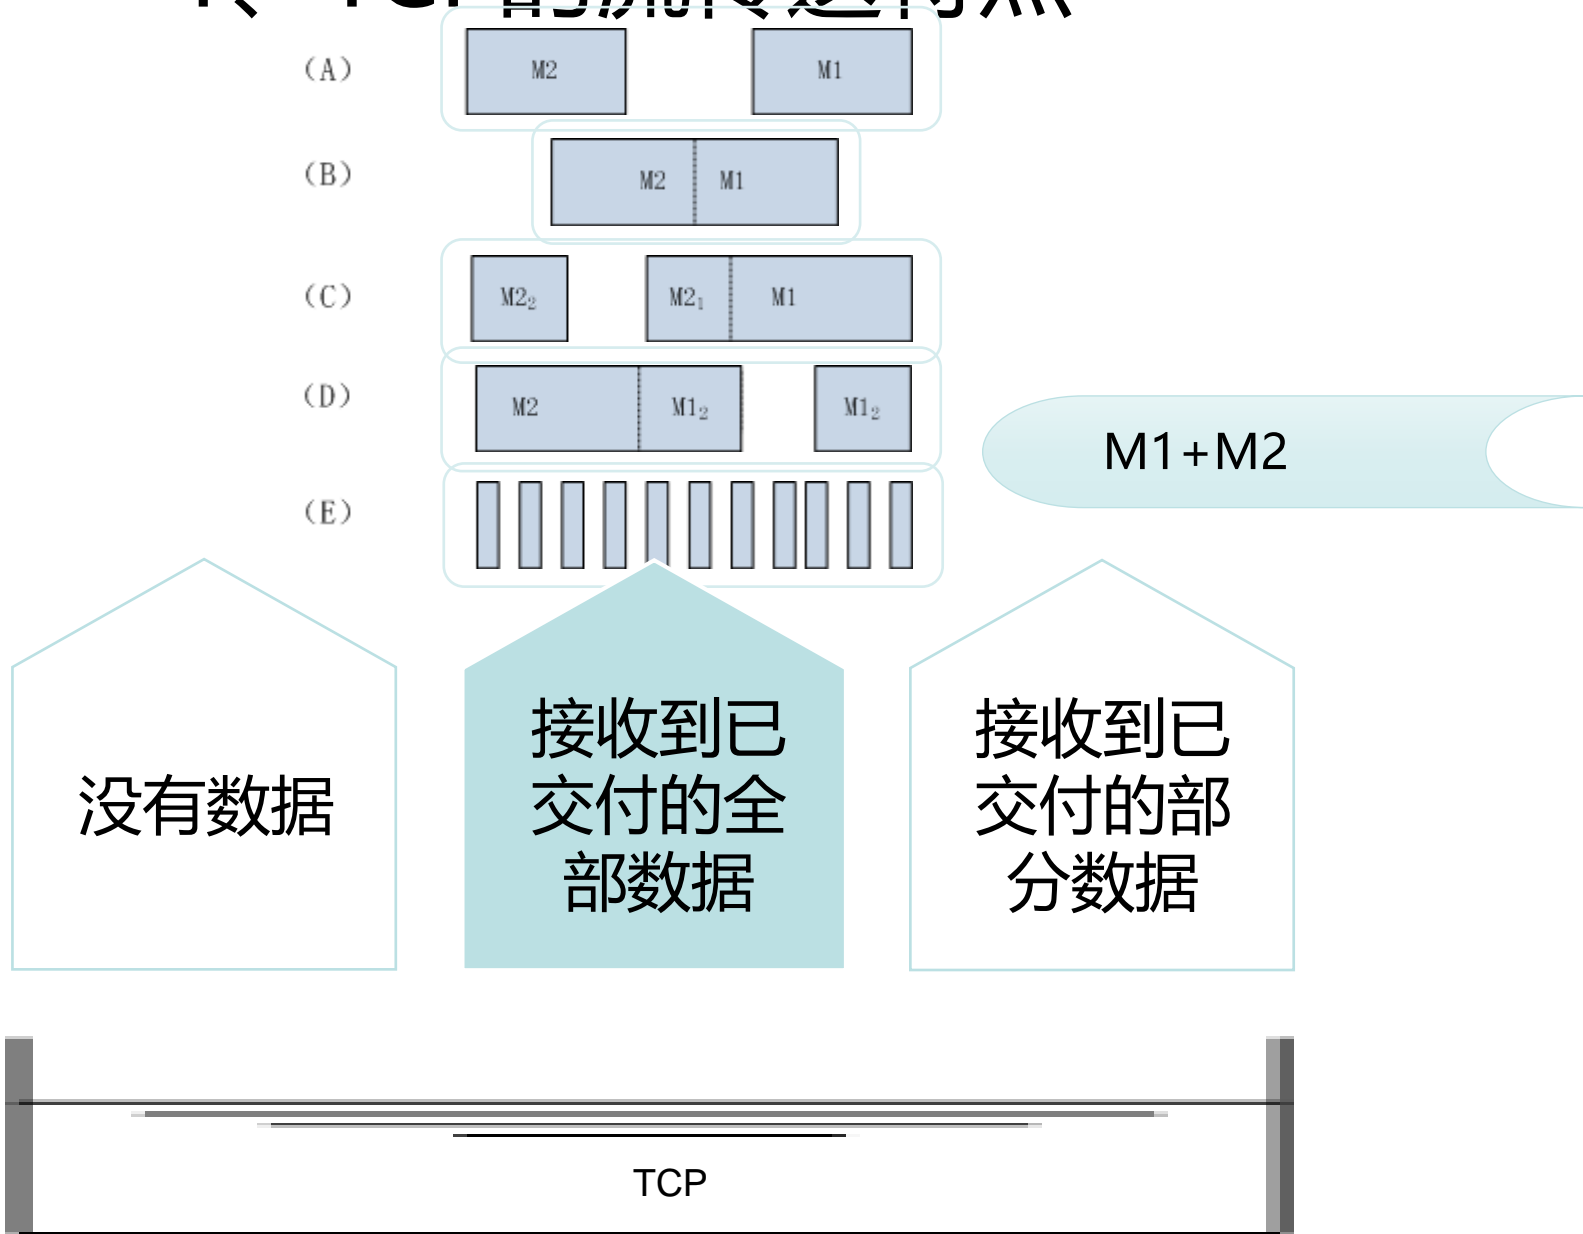 (A) M2 M1
(B) M2 M1
(C) M2₂ M2₁ M1
(D) M2 M1₂ M1₂
M1+M2
(E)
没有数据
接收到已
交付的全
部数据
接收到已
交付的部
分数据
TCP